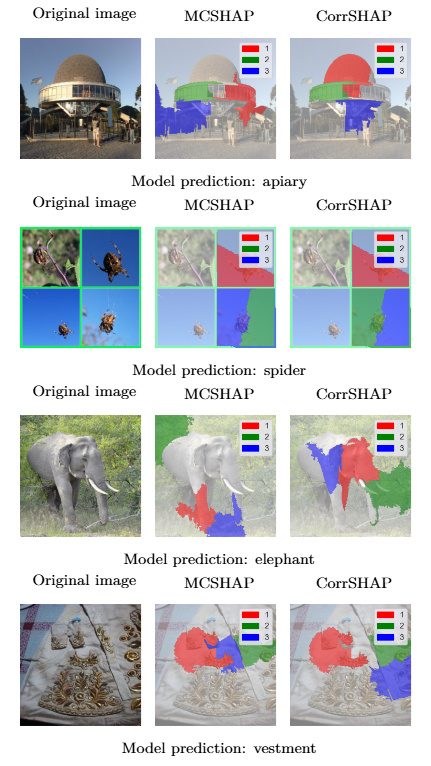 Original image MCSHAP CorrSHAP
1 1
2 2
3 3
Model prediction: apiary
Original image MCSHAP CorrSHAP
1 1
2 2
3 3
Model prediction: spider
Original image MCSHAP CorrSHAP
1 1
2 2
3 3
Model prediction: elephant
Original image MCSHAP CorrSHAP
1 1
2 2
3 3
Model prediction: vestment